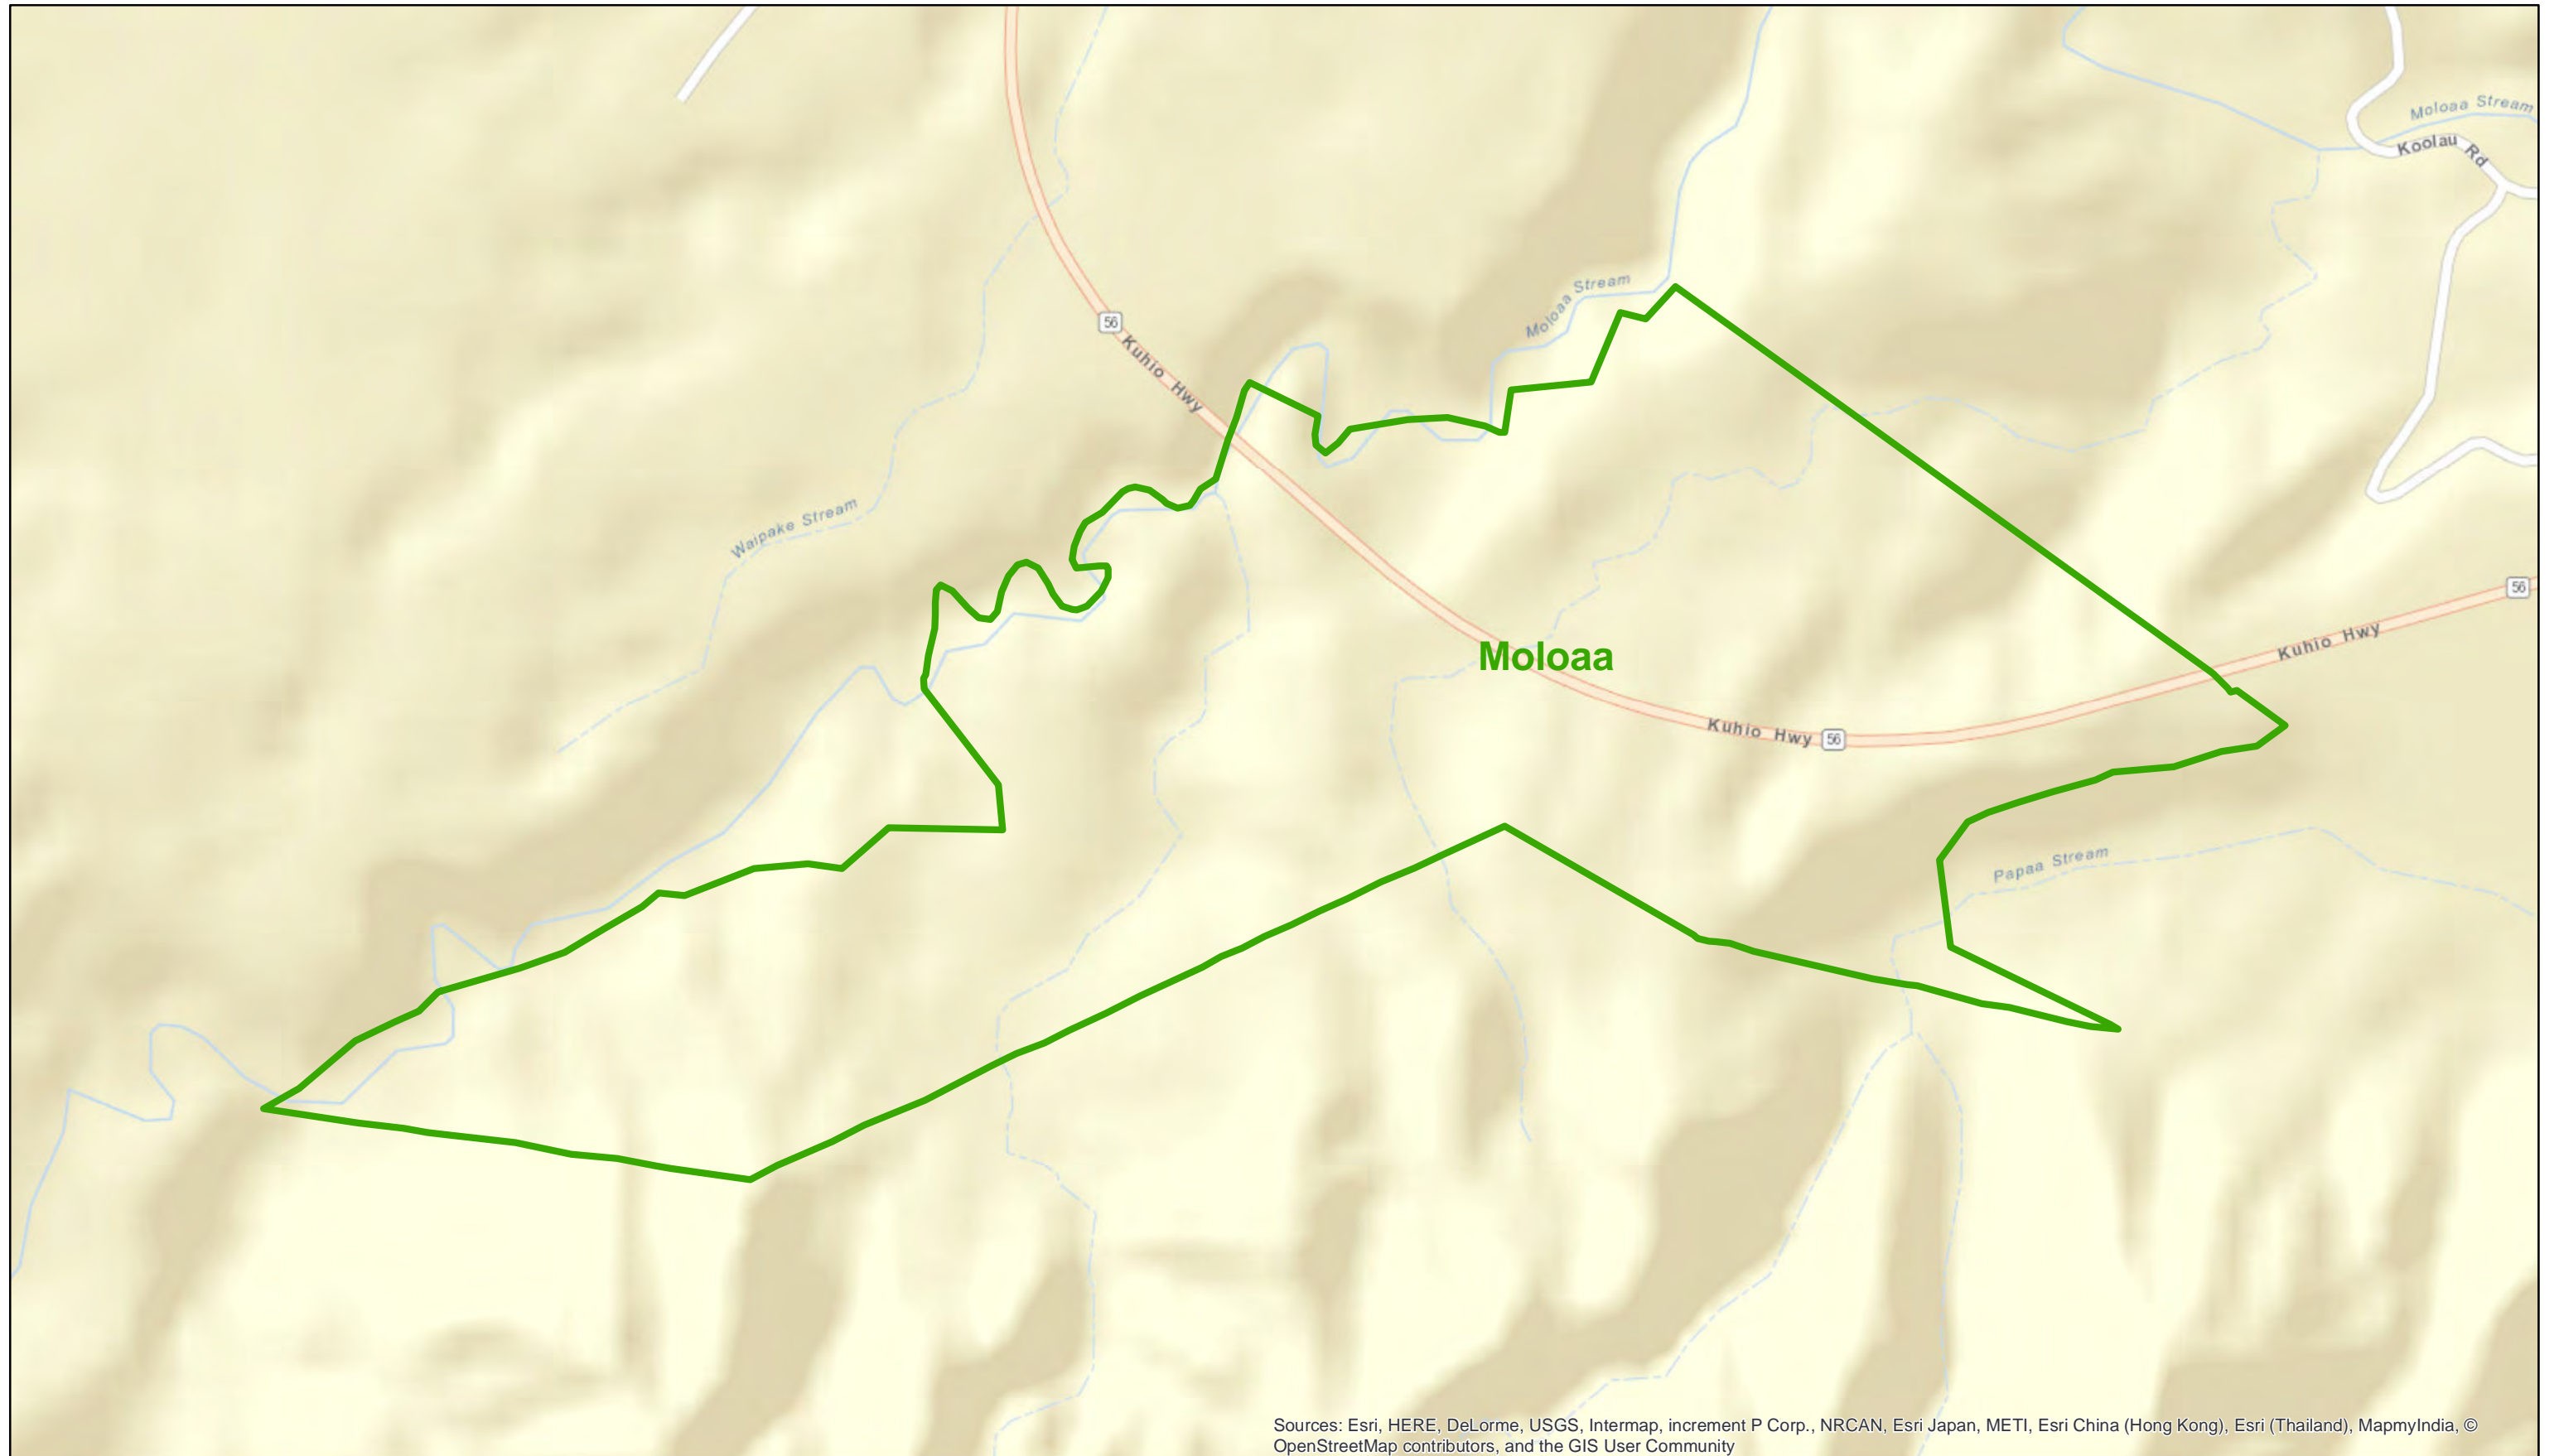 Moloaa Stream
Koolau Rd
Moloaa Stream
56
Kuhio Hwy
Waipake Stream
56
Kuhio Hwy
Moloaa
Kuhio Hwy
56
Papaa Stream
Sources: Esri, HERE, DeLorme, USGS, Intermap, increment P Corp., NRCAN, Esri Japan, METI, Esri China (Hong Kong), Esri (Thailand), MapmyIndia, ©
OpenStreetMap contributors, and the GIS User Community